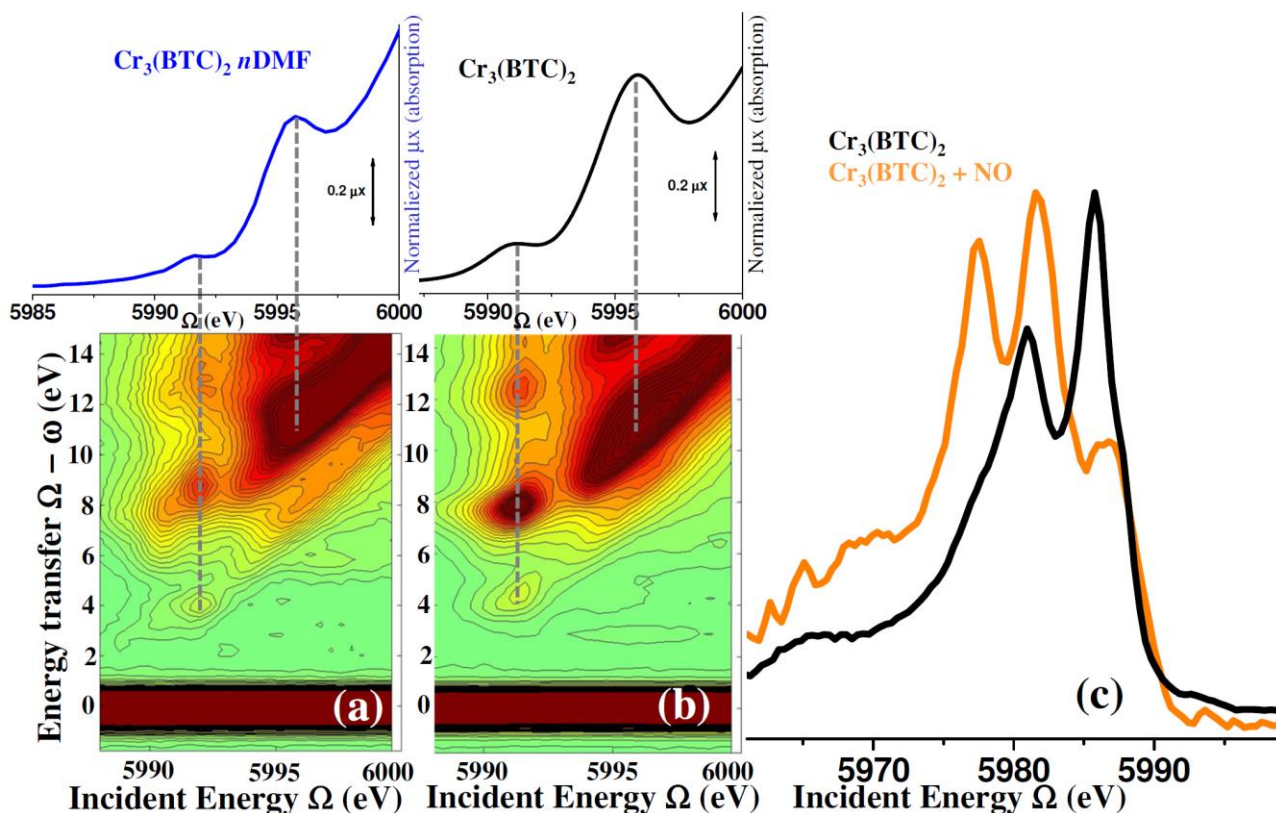 Cr₃(BTC)₂ nDMF
Normaliezed μx (absorption)
0.2 μx
5985 5990 5995 6000
Ω (eV)
Cr₃(BTC)₂
Normaliezed μx (absorption)
0.2 μx
5990 5995 6000
Ω (eV)
Energy transfer Ω − ω (eV)
14
12
10
8
6
4
2
0
(a)
5990 5995 6000
Incident Energy Ω (eV)
14
12
10
8
6
4
2
0
(b)
5990 5995 6000
Incident Energy Ω (eV)
Cr₃(BTC)₂
Cr₃(BTC)₂ + NO
(c)
5970 5980 5990
Incident Energy Ω (eV)